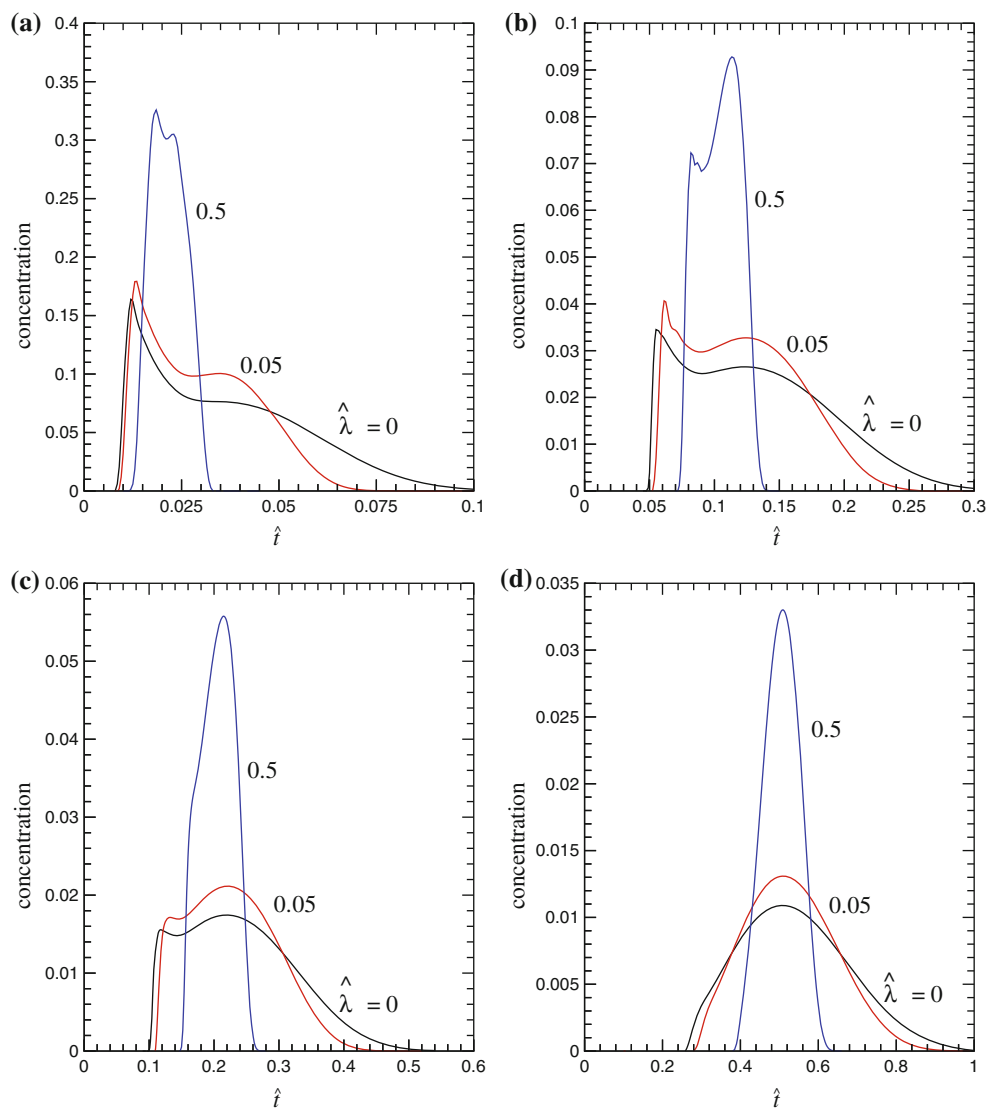 (a)
0.4
0.35
0.3
0.25
0.2
0.15
0.1
0.05
0
concentration
0.5
0.05
λ̂ = 0
0 0.025 0.05 0.075 0.1
t̂
(b)
0.1
0.09
0.08
0.07
0.06
0.05
0.04
0.03
0.02
0.01
0
concentration
0.5
0.05
λ̂ = 0
0 0.05 0.1 0.15 0.2 0.25 0.3
t̂
(c)
0.06
0.05
0.04
0.03
0.02
0.01
0
concentration
0.5
0.05
λ̂ = 0
0 0.1 0.2 0.3 0.4 0.5 0.6
t̂
(d)
0.035
0.03
0.025
0.02
0.015
0.01
0.005
0
concentration
0.5
0.05
λ̂ = 0
0 0.2 0.4 0.6 0.8 1
t̂